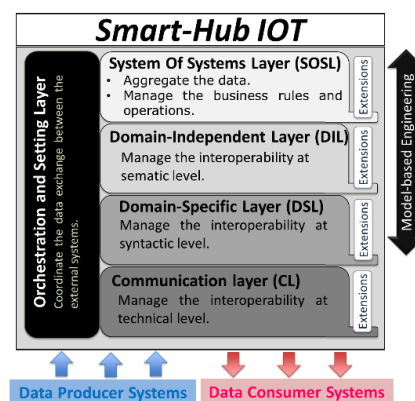 Smart-Hub IOT
Orchestration and Setting Layer
Coordinate the data exchange between the
external systems.
System Of Systems Layer (SOSL)
• Aggregate the data.
• Manage the business rules and
operations.
Extensions
Domain-Independent Layer (DIL)
Manage the interoperability at
sematic level.
Extensions
Domain-Specific Layer (DSL)
Manage the interoperability at
syntactic level.
Extensions
Communication layer (CL)
Manage the interoperability at
technical level.
Extensions
Model-based Engineering
Data Producer Systems
Data Consumer Systems